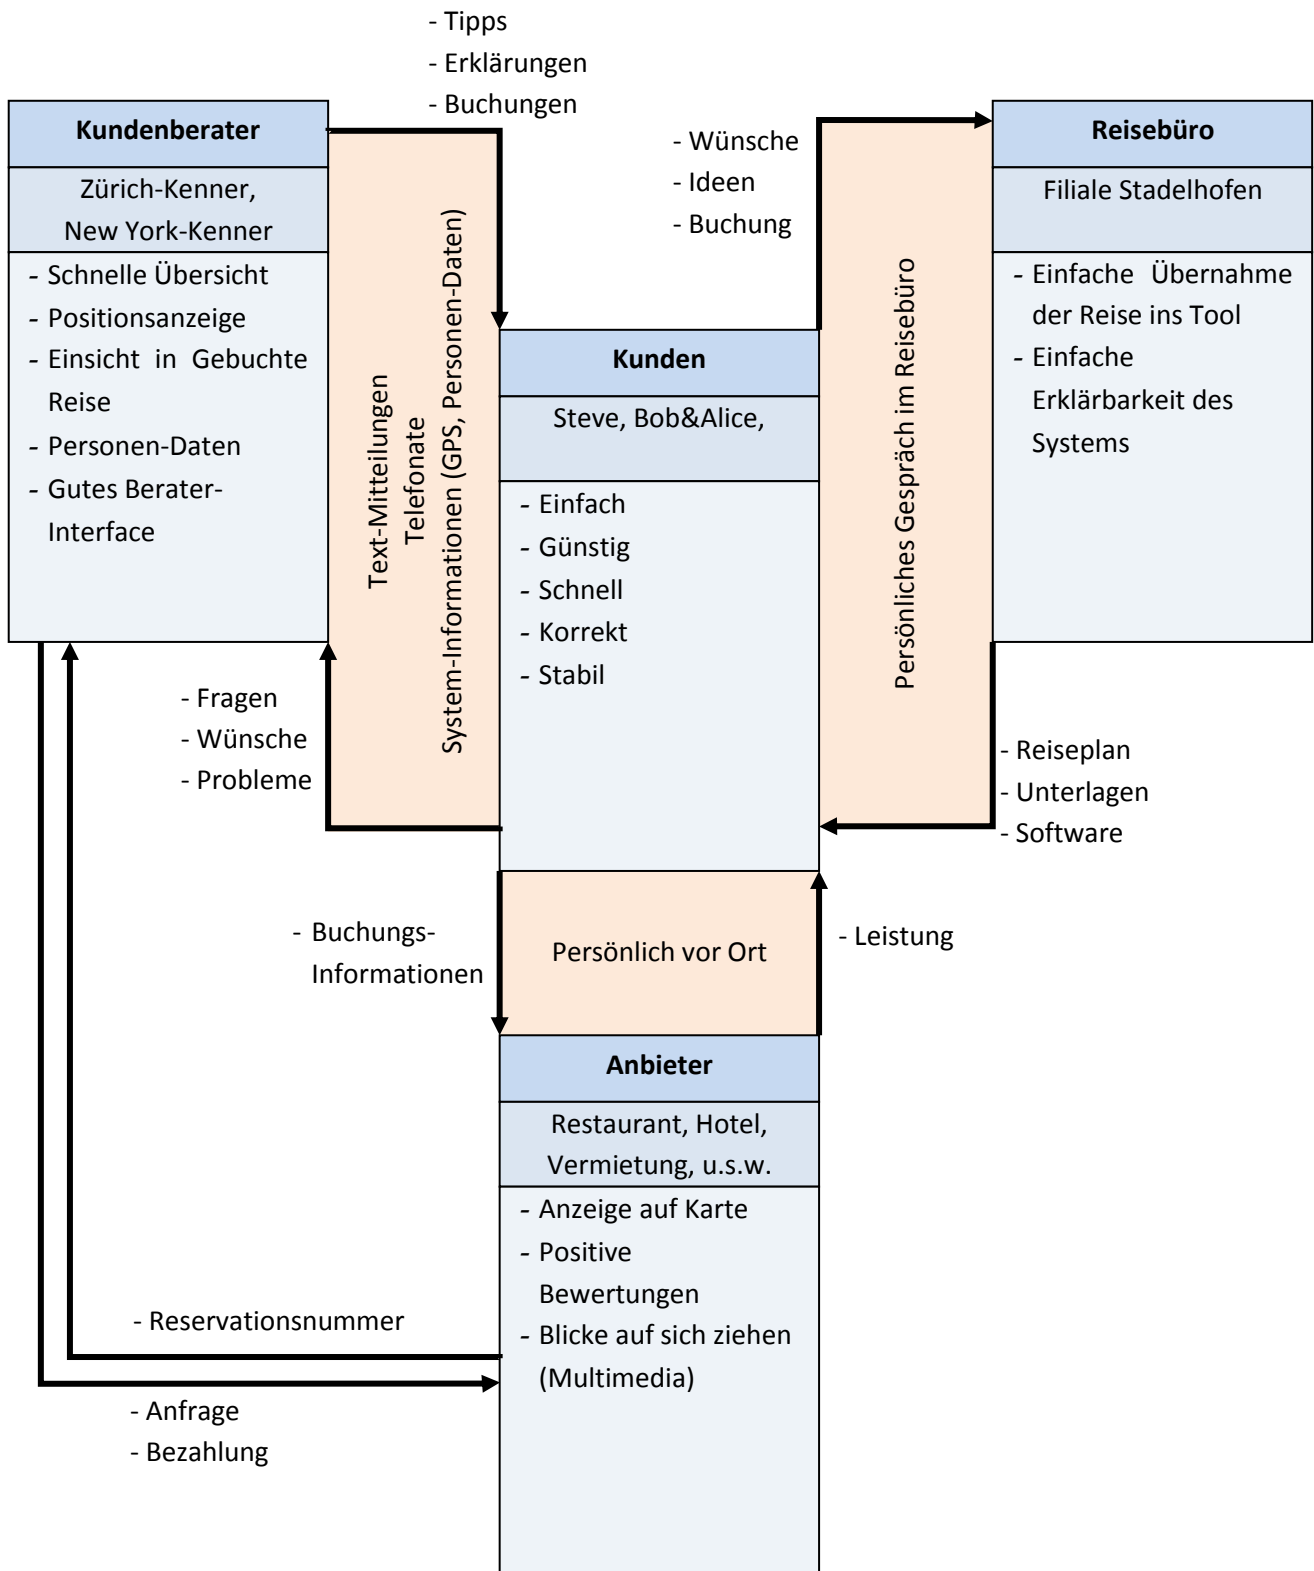 - Tipps
- Erklärungen
- Buchungen
Kundenberater
Zürich-Kenner,
New York-Kenner
- Schnelle Übersicht
- Positionsanzeige
- Einsicht in Gebuchte
Reise
- Personen-Daten
- Gutes Berater-
Interface
Text-Mitteilungen
Telefonate
System-Informationen (GPS, Personen-Daten)
- Wünsche
- Ideen
- Buchung
Kunden
Steve, Bob&Alice,
- Einfach
- Günstig
- Schnell
- Korrekt
- Stabil
Persönliches Gespräch im Reisebüro
Reisebüro
Filiale Stadelhofen
- Einfache Übernahme
der Reise ins Tool
- Einfache
Erklärbarkeit des
Systems
- Fragen
- Wünsche
- Probleme
- Reiseplan
- Unterlagen
- Software
- Buchungs-
Informationen
Persönlich vor Ort
- Leistung
Anbieter
Restaurant, Hotel,
Vermietung, u.s.w.
- Anzeige auf Karte
- Positive
Bewertungen
- Blicke auf sich ziehen
(Multimedia)
- Reservationsnummer
- Anfrage
- Bezahlung